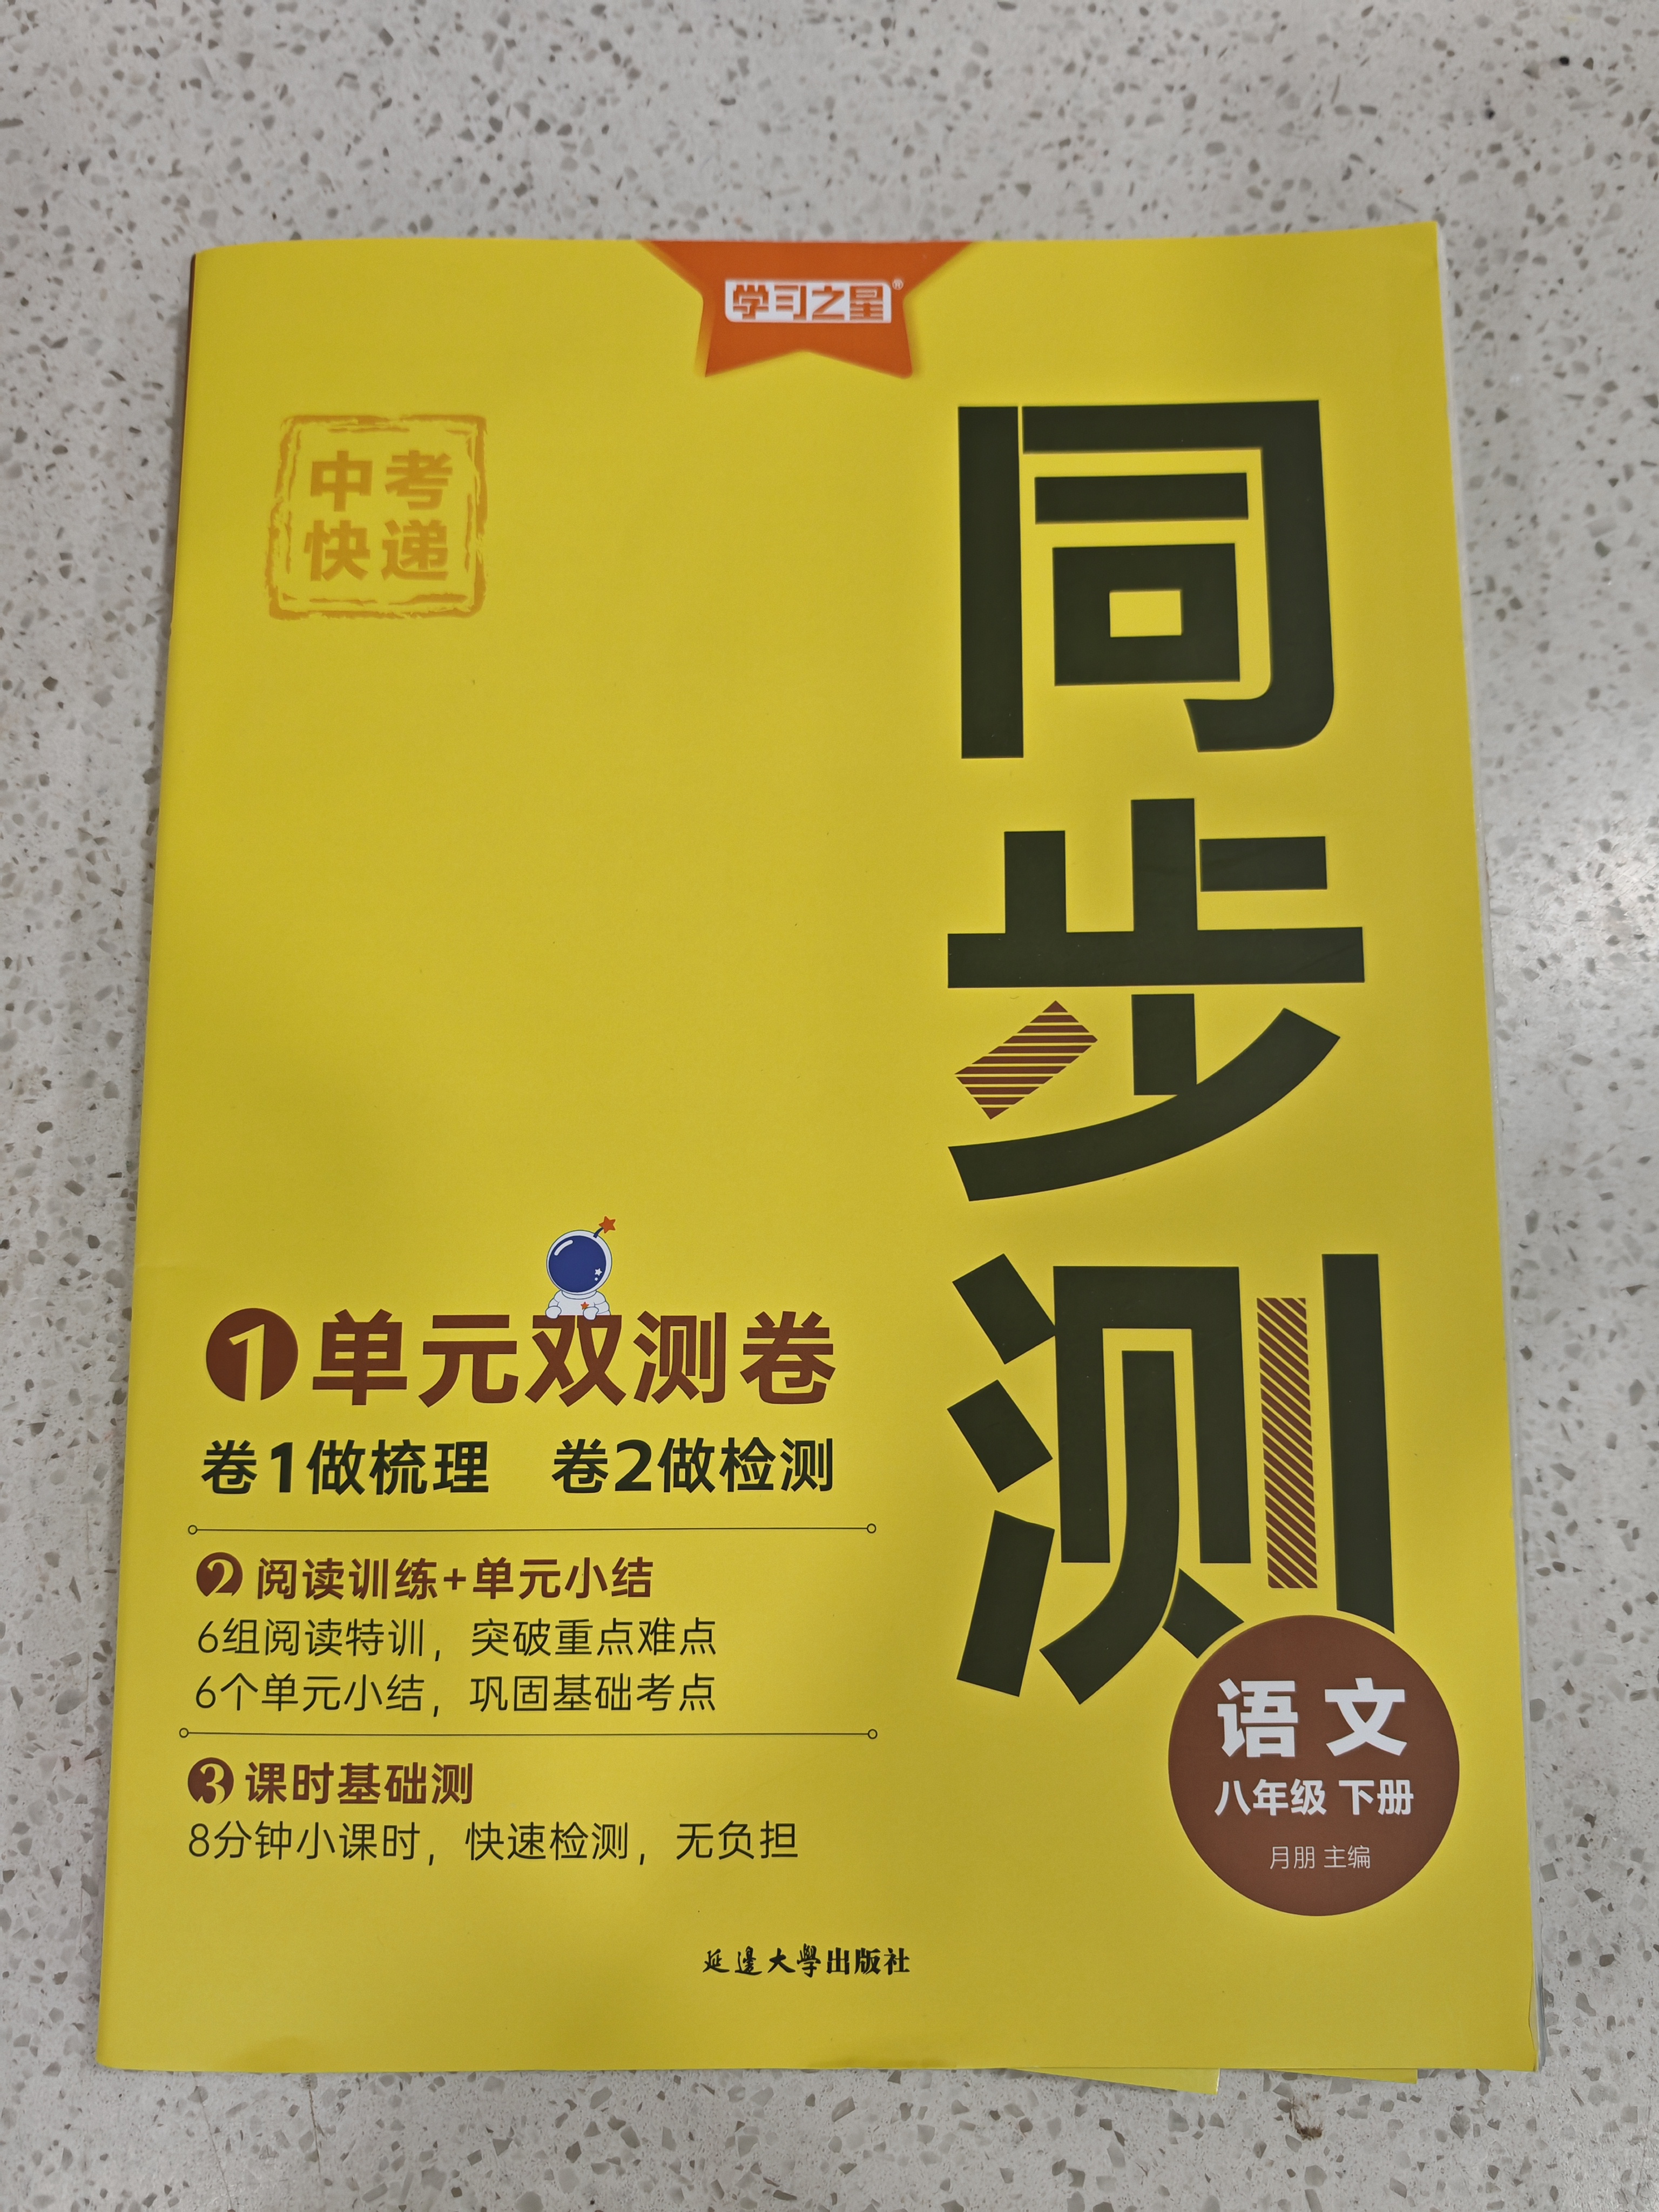 学习之星®
中考
快递
同步测
1单元双测卷
卷1做梳理 卷2做检测
2阅读训练+单元小结
6组阅读特训，突破重点难点
6个单元小结，巩固基础考点
3课时基础测
8分钟小课时，快速检测，无负担
语文
八年级 下册
月朋 主编
延邊大學出版社